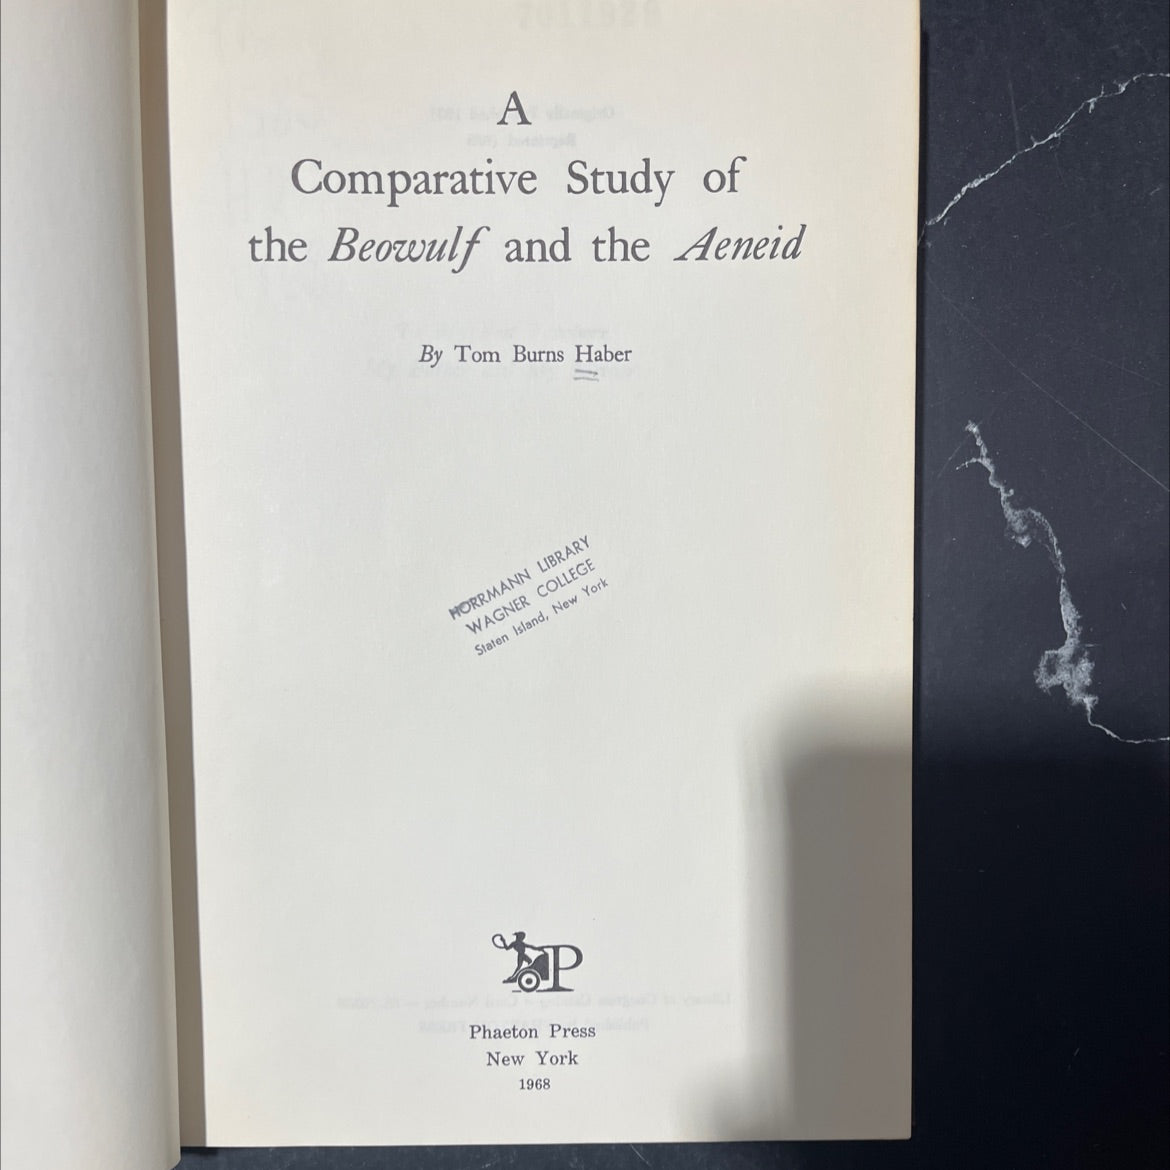 A
Comparative Study of
the Beowulf and the Aeneid
By Tom Burns Haber
HORRMANN LIBRARY
WAGNER COLLEGE
Staten Island, New York
P
Phaeton Press
New York
1968